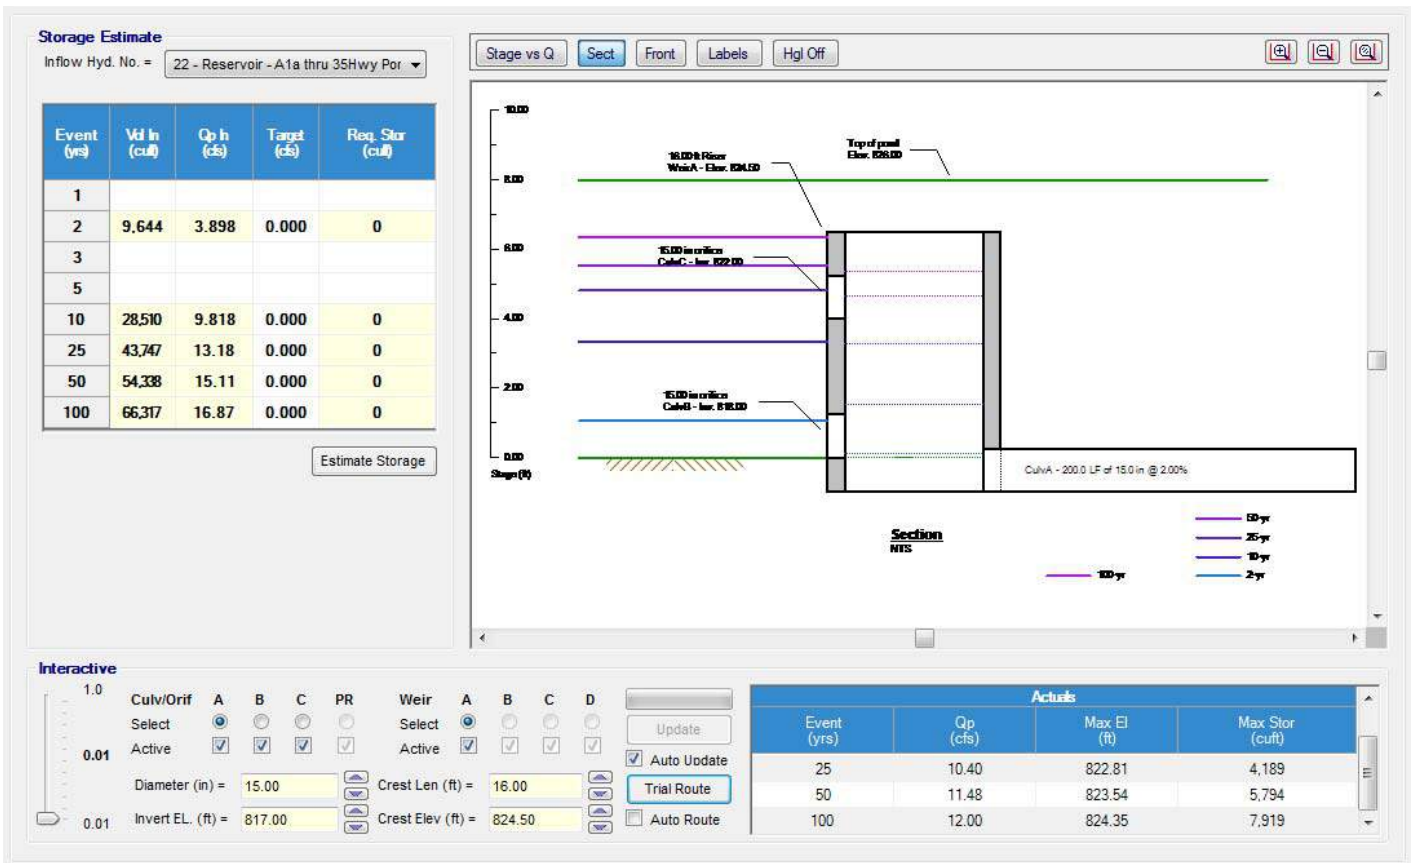 Storage Estimate
Inflow Hyd. No. = 22 - Reservoir - A1a thru 35Hwy Por
Event (yrs) Vol In (cuft) Qp In (cfs) Target (cfs) Req. Stor (cuft)
1
2 9,644 3.898 0.000 0
3
5
10 28,510 9.818 0.000 0
25 43,747 13.18 0.000 0
50 54,338 15.11 0.000 0
100 66,317 16.87 0.000 0
Estimate Storage
Stage vs Q Sect Front Labels Hgl Off
10.00
8.00
6.00
4.00
2.00
0.00
Stage (ft)
16.00 ft Riser
Weir A - Elev. 824.50
Top of pond
Elev. 826.00
15.00 in orifice
CulvC - Inv. 822.00
15.00 in orifice
CulvB - Inv. 818.00
CulvA - 200.0 LF of 15.0 in @ 2.00%
Section
NTS
100-yr
50-yr
25-yr
10-yr
2-yr
Interactive
1.0
0.01
0.01
Culv/Orif A B C PR
Select
Active
Diameter (in) = 15.00
Invert EL. (ft) = 817.00
Weir A B C D
Select
Active
Crest Len (ft) = 16.00
Crest Elev (ft) = 824.50
Update
Auto Update
Trial Route
Auto Route
Actuals
Event (yrs) Qp (cfs) Max El (ft) Max Stor (cuft)
25 10.40 822.81 4,189
50 11.48 823.54 5,794
100 12.00 824.35 7,919